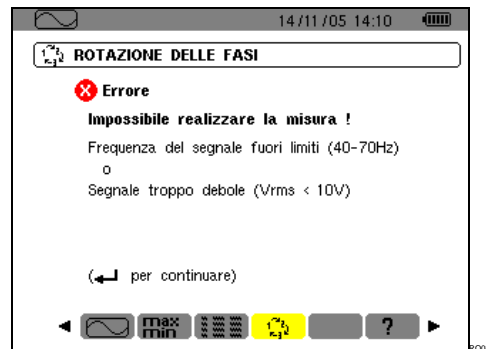 14/11/05 14:10
ROTAZIONE DELLE FASI
Errore
Impossibile realizzare la misura !
Frequenza del segnale fuori limiti (40-70Hz)
o
Segnale troppo debole (Vrms < 10V)
(↵ per continuare)
max
min
?